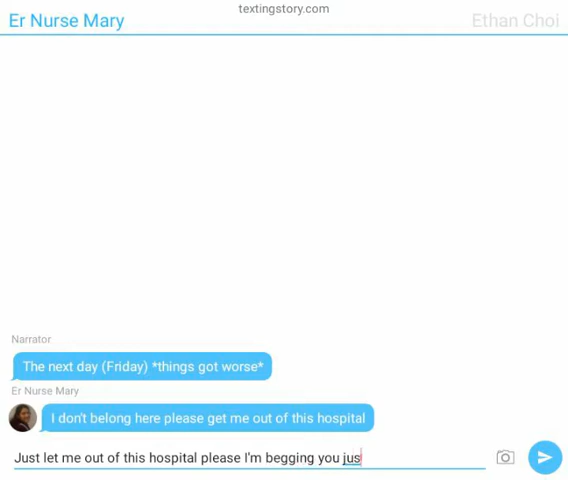 textingstory.com
Er Nurse Mary
Ethan Choi
Narrator
The next day (Friday) *things got worse*
Er Nurse Mary
I don't belong here please get me out of this hospital
Just let me out of this hospital please I'm begging you jus